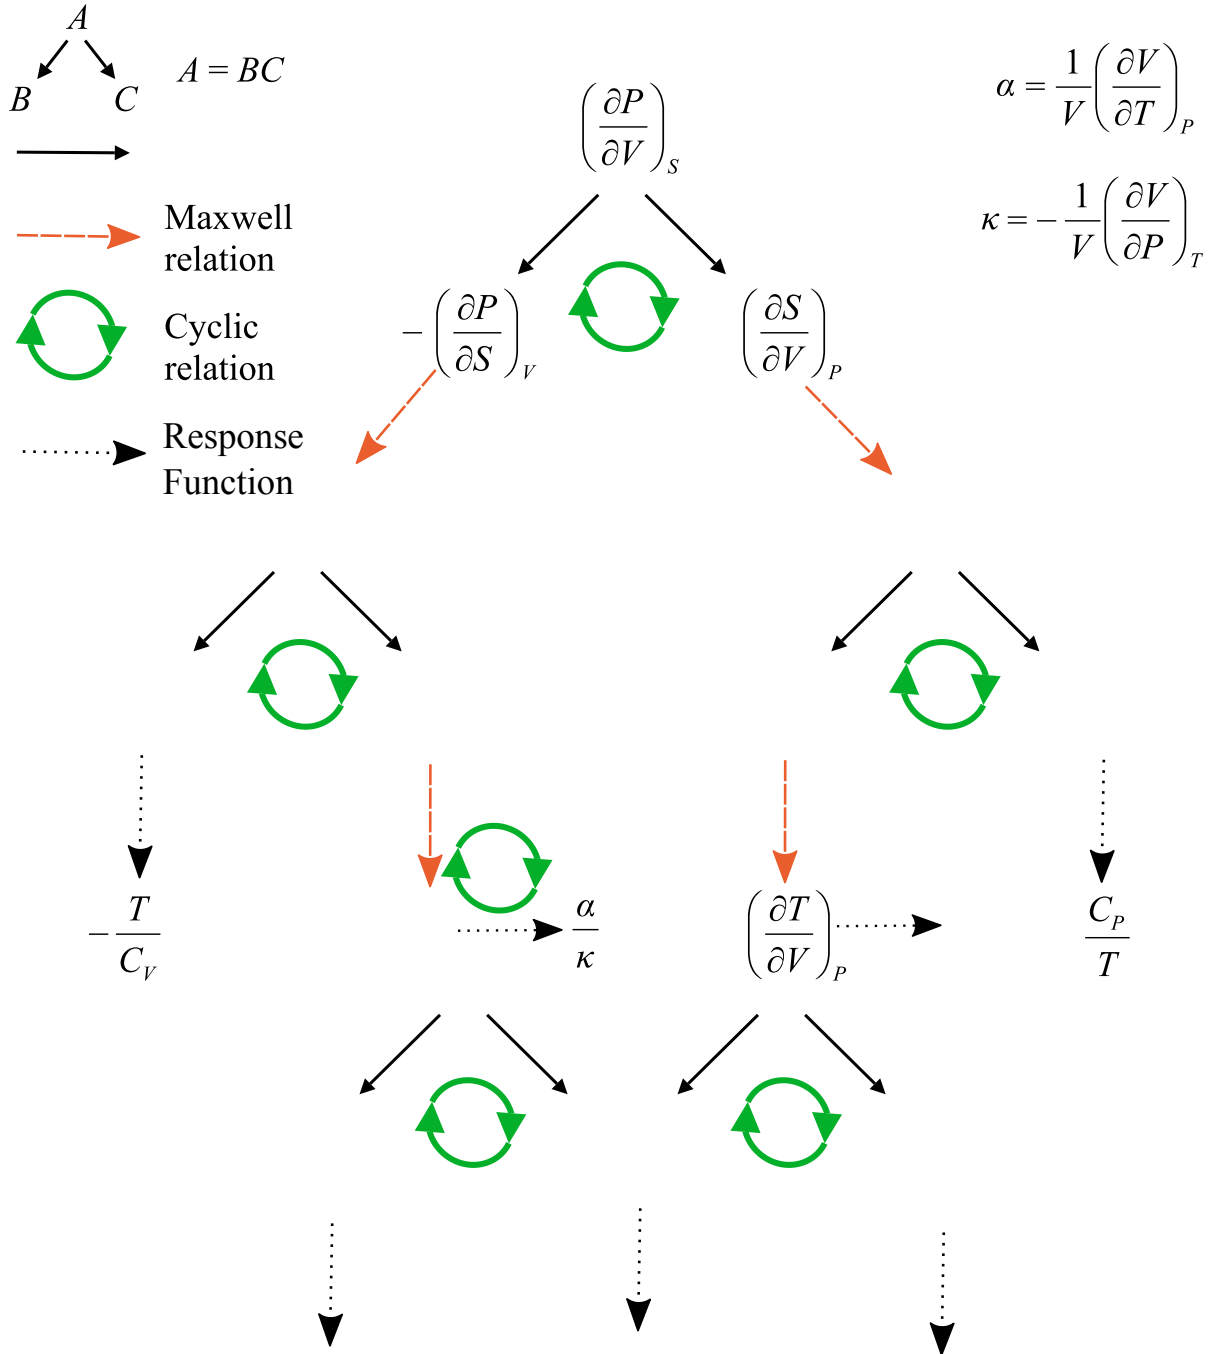 A
B C
A = BC
Maxwell
relation
Cyclic
relation
Response
Function
α = 1/V (∂V/∂T)_P
κ = − 1/V (∂V/∂P)_T
(∂P/∂V)_S
− (∂P/∂S)_V
(∂S/∂V)_P
− T/C_V
α/κ
(∂T/∂V)_P
C_P/T